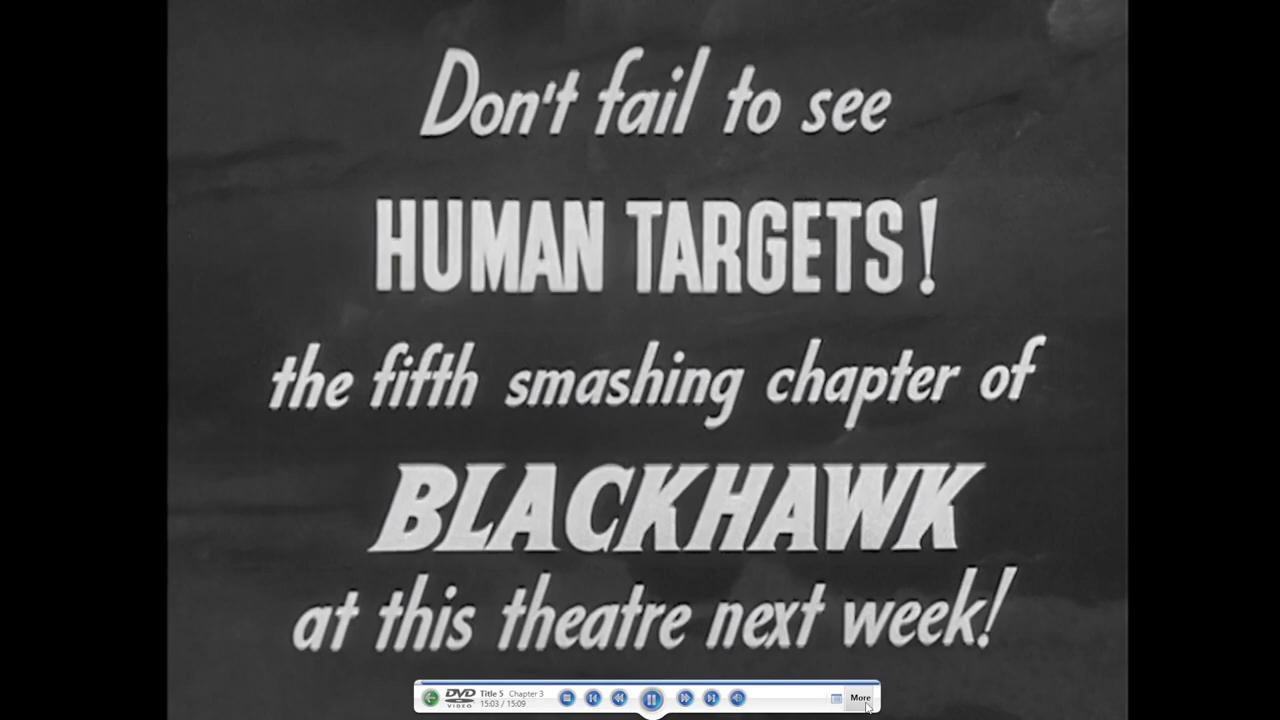 Don't fail to see
HUMAN TARGETS!
the fifth smashing chapter of
BLACKHAWK
at this theatre next week!
DVD VIDEO
Title 5 Chapter 3
15:03 / 15:09
More